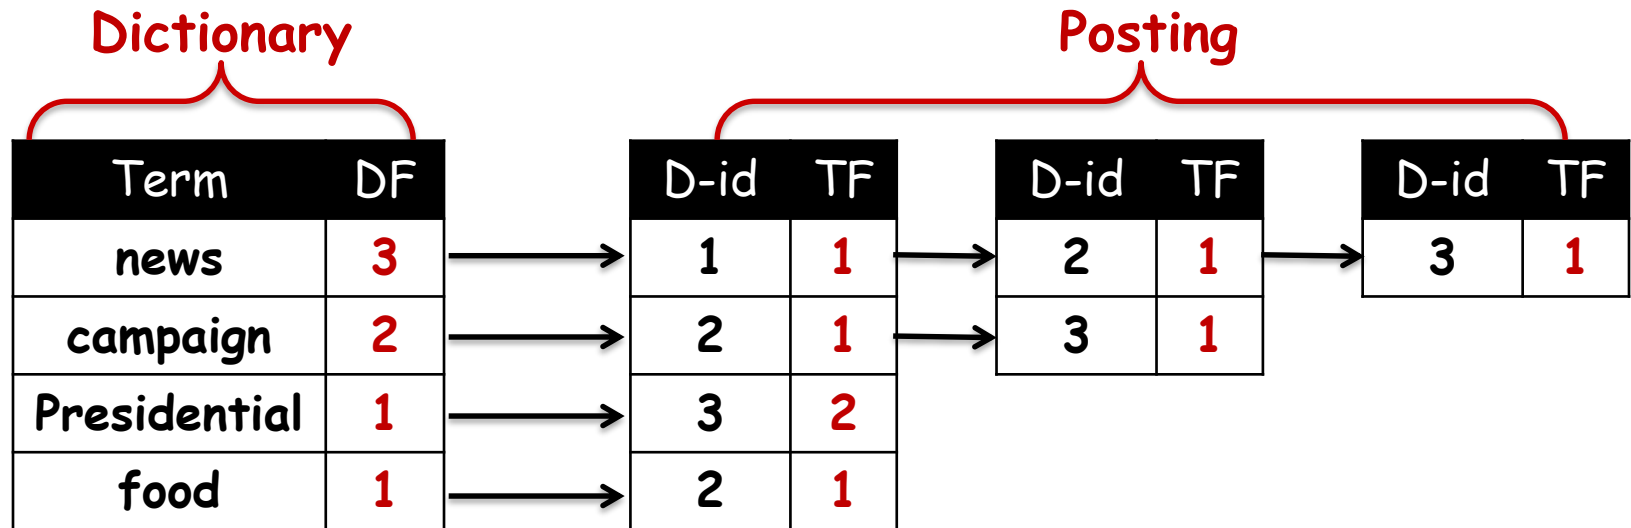 Dictionary Posting
Term DF D-id TF D-id TF D-id TF
news 3 1 1 2 1 3 1
campaign 2 2 1 3 1
Presidential 1 3 2
food 1 2 1